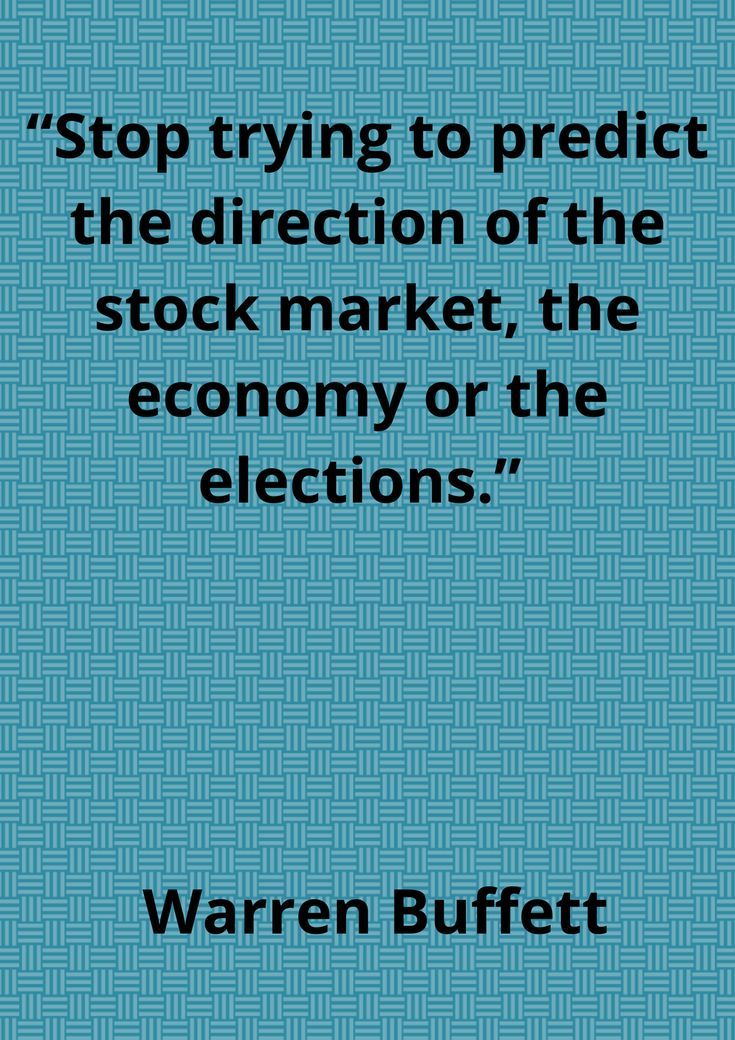 “Stop trying to predict
the direction of the
stock market, the
economy or the
elections.”
Warren Buffett